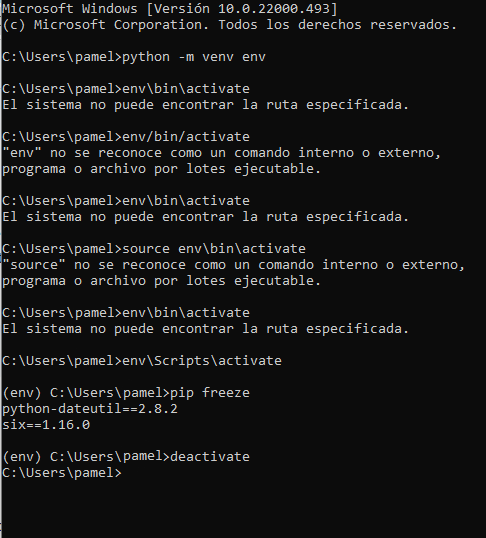 Microsoft Windows [Versión 10.0.22000.493]
(c) Microsoft Corporation. Todos los derechos reservados.
C:\Users\pamel>python -m venv env
C:\Users\pamel>env\bin\activate
El sistema no puede encontrar la ruta especificada.
C:\Users\pamel>env/bin/activate
"env" no se reconoce como un comando interno o externo,
programa o archivo por lotes ejecutable.
C:\Users\pamel>env\bin\activate
El sistema no puede encontrar la ruta especificada.
C:\Users\pamel>source env\bin\activate
"source" no se reconoce como un comando interno o externo,
programa o archivo por lotes ejecutable.
C:\Users\pamel>env\bin\activate
El sistema no puede encontrar la ruta especificada.
C:\Users\pamel>env\Scripts\activate
(env) C:\Users\pamel>pip freeze
python-dateutil==2.8.2
six==1.16.0
(env) C:\Users\pamel>deactivate
C:\Users\pamel>